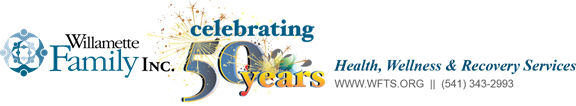 Willamette
Family INC.
celebrating
50 years
Health, Wellness & Recovery Services
WWW.WFTS.ORG || (541) 343-2993